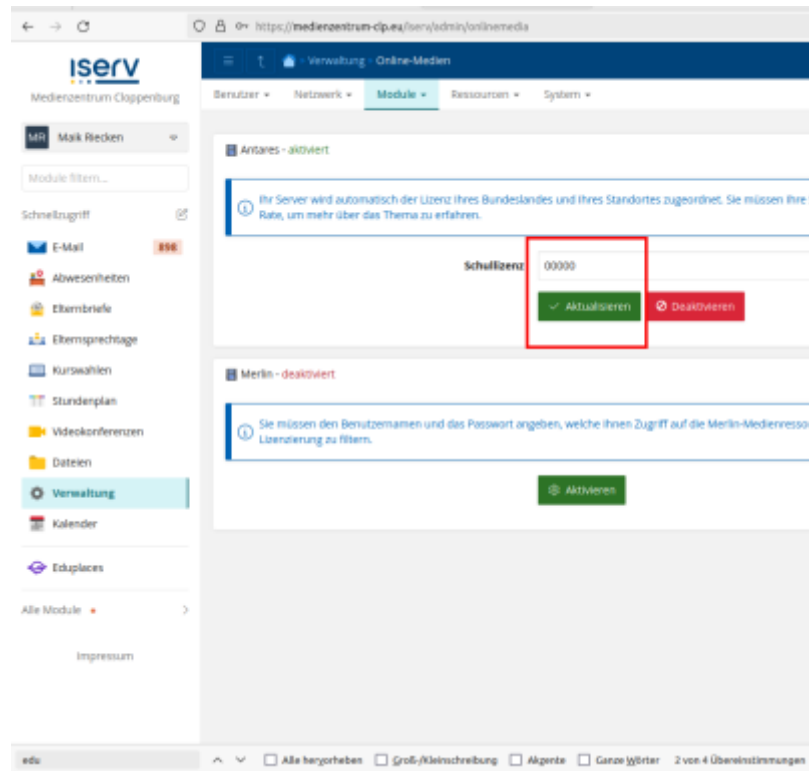 https://medienzentrum-clp.eu/iserv/admin/onlinemedia
IServ
Medienzentrum Cloppenburg
MR Maik Riecken
Module filtern...
Schnellzugriff
E-Mail 898
Abwesenheiten
Elternbriefe
Elternsprechtage
Kurswahlen
Stundenplan
Videokonferenzen
Dateien
Verwaltung
Kalender
Eduplaces
Alle Module
Impressum
Verwaltung › Online-Medien
Benutzer Netzwerk Module Ressourcen System
Antares - aktiviert
Ihr Server wird automatisch der Lizenz Ihres Bundeslandes und Ihres Standortes zugeordnet. Sie müssen Ihre
Rate, um mehr über das Thema zu erfahren.
Schullizenz 00000
Aktualisieren Deaktivieren
Merlin - deaktiviert
Sie müssen den Benutzernamen und das Passwort angeben, welche Ihnen Zugriff auf die Merlin-Medienresso
Lizenzierung zu filtern.
Aktivieren
edu Alle hervorheben Groß-/Kleinschreibung Akzente Ganze Wörter 2 von 4 Übereinstimmungen